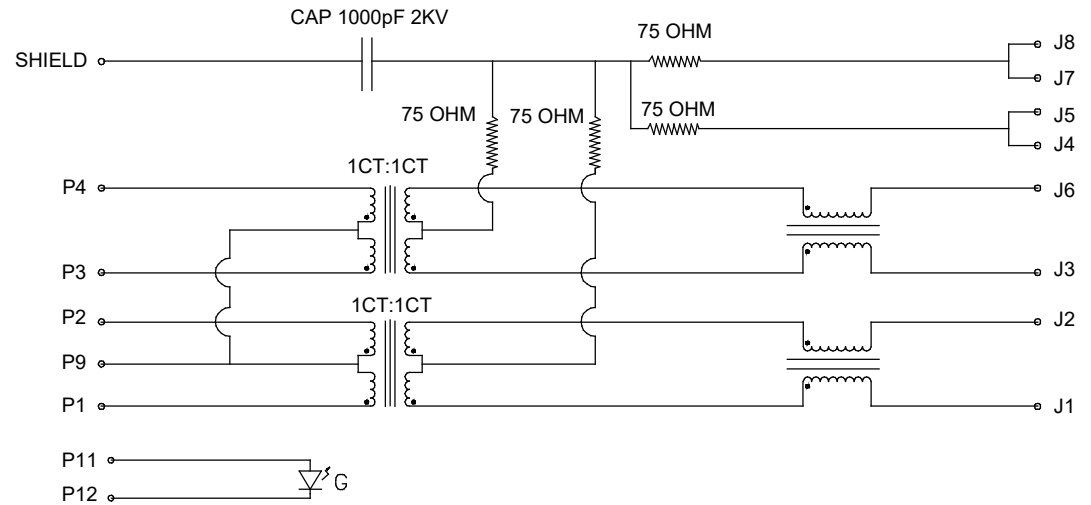 CAP 1000pF 2KV
75 OHM
J8
SHIELD
J7
75 OHM
75 OHM
75 OHM
J5
J4
1CT:1CT
P4
J6
P3
J3
1CT:1CT
P2
J2
P9
P1
J1
P11
G
P12